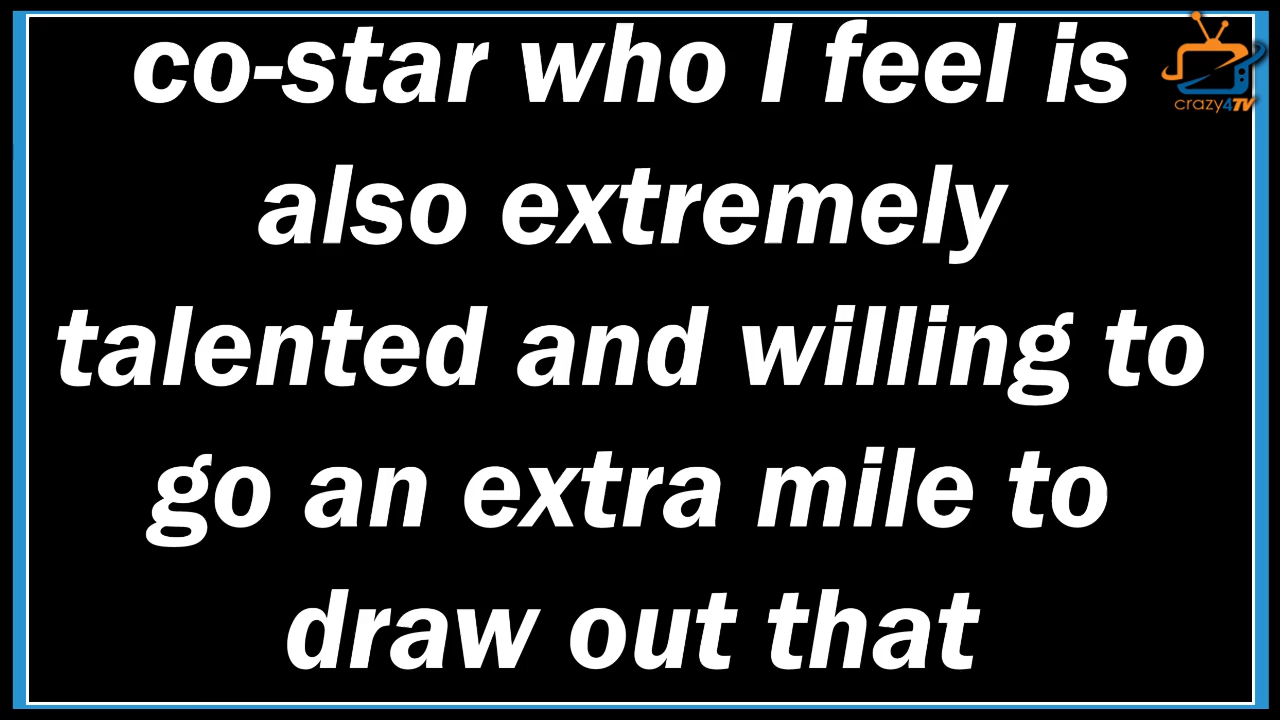 co-star who I feel is
crazy4TV
also extremely
talented and willing to
go an extra mile to
draw out that